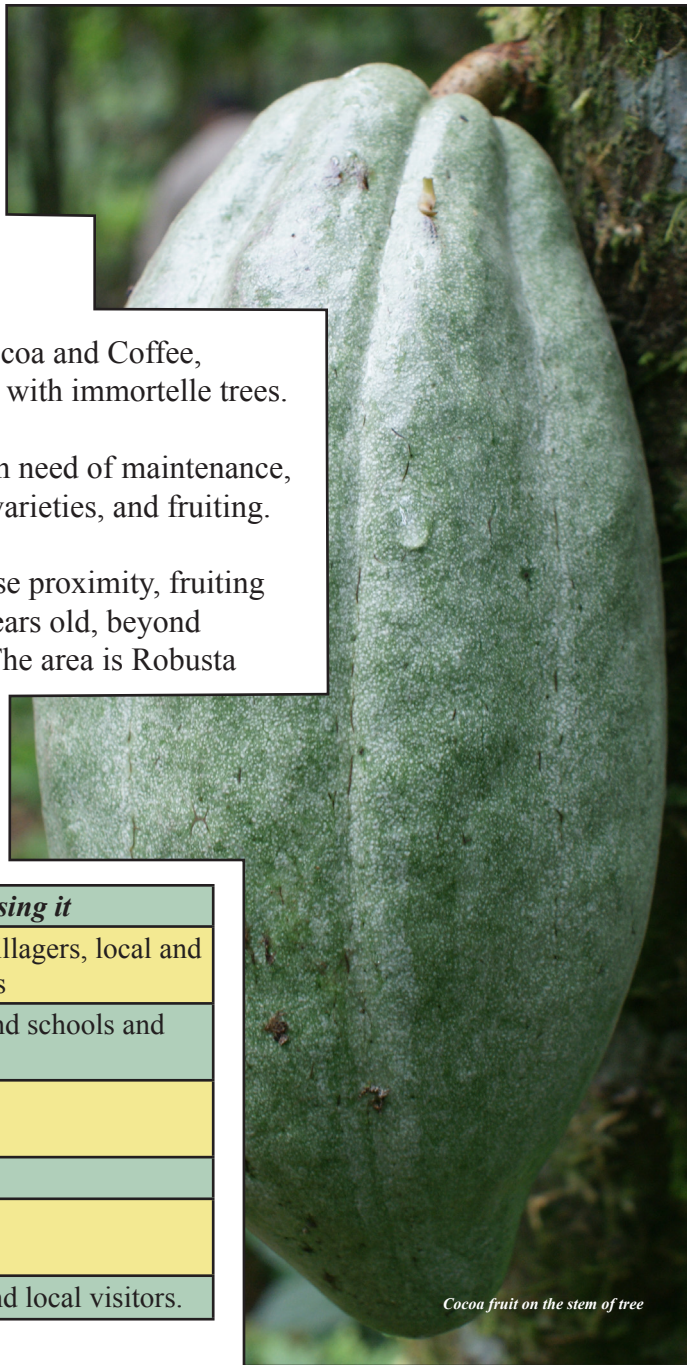 coa and Coffee,
with immortelle trees.
n need of maintenance,
varieties, and fruiting.
se proximity, fruiting
ears old, beyond
The area is Robusta
sing it
illagers, local and
s
nd schools and
nd local visitors.
Cocoa fruit on the stem of tree